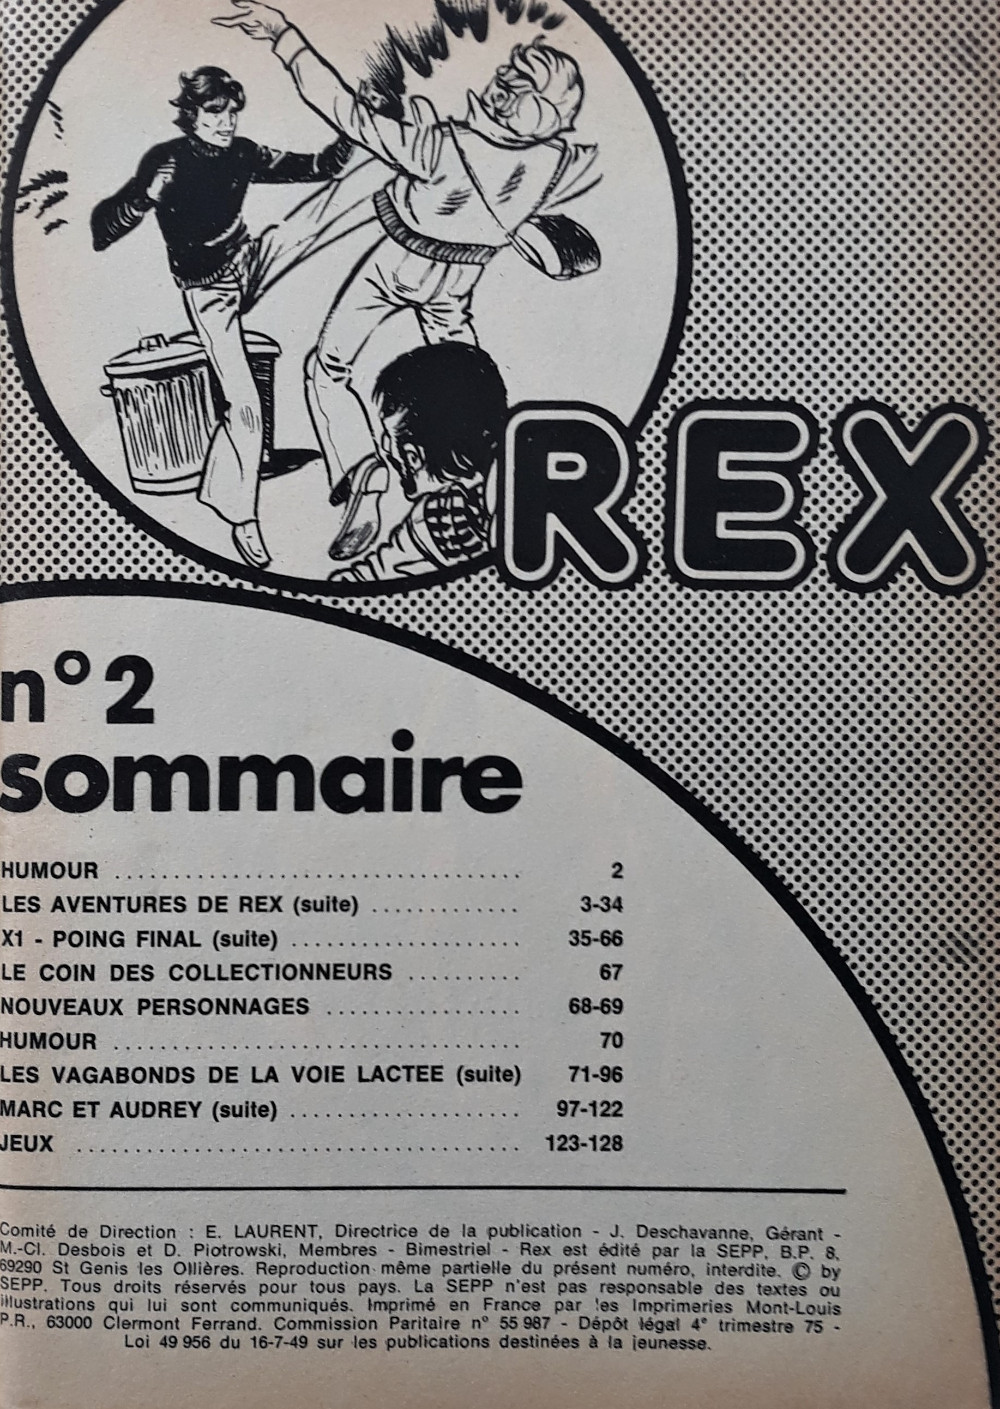 REX
n° 2
sommaire
HUMOUR .................................. 2
LES AVENTURES DE REX (suite) ............. 3-34
X1 - POING FINAL (suite) .................... 35-66
LE COIN DES COLLECTIONNEURS .......... 67
NOUVEAUX PERSONNAGES ................. 68-69
HUMOUR .................................. 70
LES VAGABONDS DE LA VOIE LACTEE (suite) 71-96
MARC ET AUDREY (suite) .................... 97-122
JEUX ...................................... 123-128
Comité de Direction : E. LAURENT, Directrice de la publication - J. Deschavanne, Gérant -
M.-Cl. Desbois et D. Piotrowski, Membres - Bimestriel - Rex est édité par la SEPP, B.P. 8,
69290 St Genis les Ollières. Reproduction même partielle du présent numéro, interdite. © by
SEPP. Tous droits réservés pour tous pays. La SEPP n'est pas responsable des textes ou
illustrations qui lui sont communiqués. Imprimé en France par les Imprimeries Mont-Louis
P.R., 63000 Clermont Ferrand. Commission Paritaire n° 55 987 - Dépôt légal 4e trimestre 75 -
Loi 49 956 du 16-7-49 sur les publications destinées à la jeunesse.